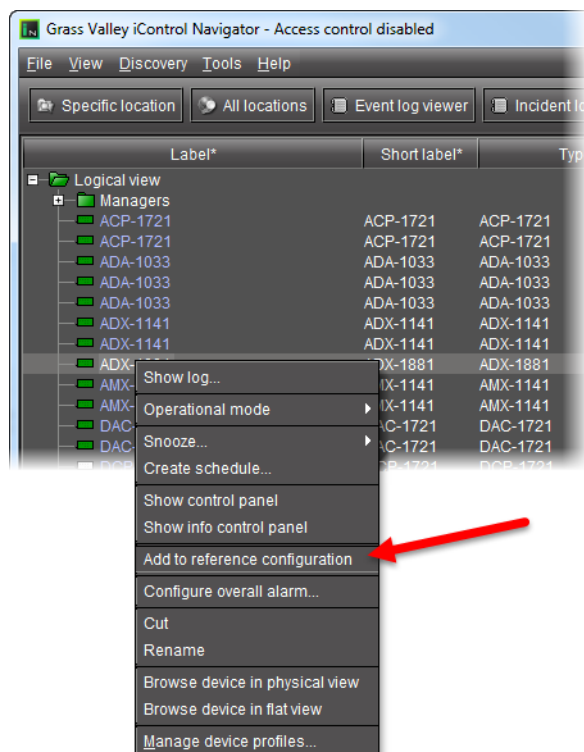 Grass Valley iControl Navigator - Access control disabled
File View Discovery Tools Help
Specific location All locations Event log viewer Incident
Label* Short label* Typ
Logical view
Managers
ACP-1721 ACP-1721 ACP-1721
ACP-1721 ACP-1721 ACP-1721
ADA-1033 ADA-1033 ADA-1033
ADA-1033 ADA-1033 ADA-1033
ADA-1033 ADA-1033 ADA-1033
ADX-1141 ADX-1141 ADX-1141
ADX-1141 ADX-1141 ADX-1141
ADX- DX-1881 ADX-1881
Show log...
AMX- MX-1141 AMX-1141
AMX- MX-1141 AMX-1141
Operational mode
DAC- AC-1721 DAC-1721
DAC- AC-1721 DAC-1721
Snooze...
Create schedule...
Show control panel
Show info control panel
Add to reference configuration
Configure overall alarm...
Cut
Rename
Browse device in physical view
Browse device in flat view
Manage device profiles...